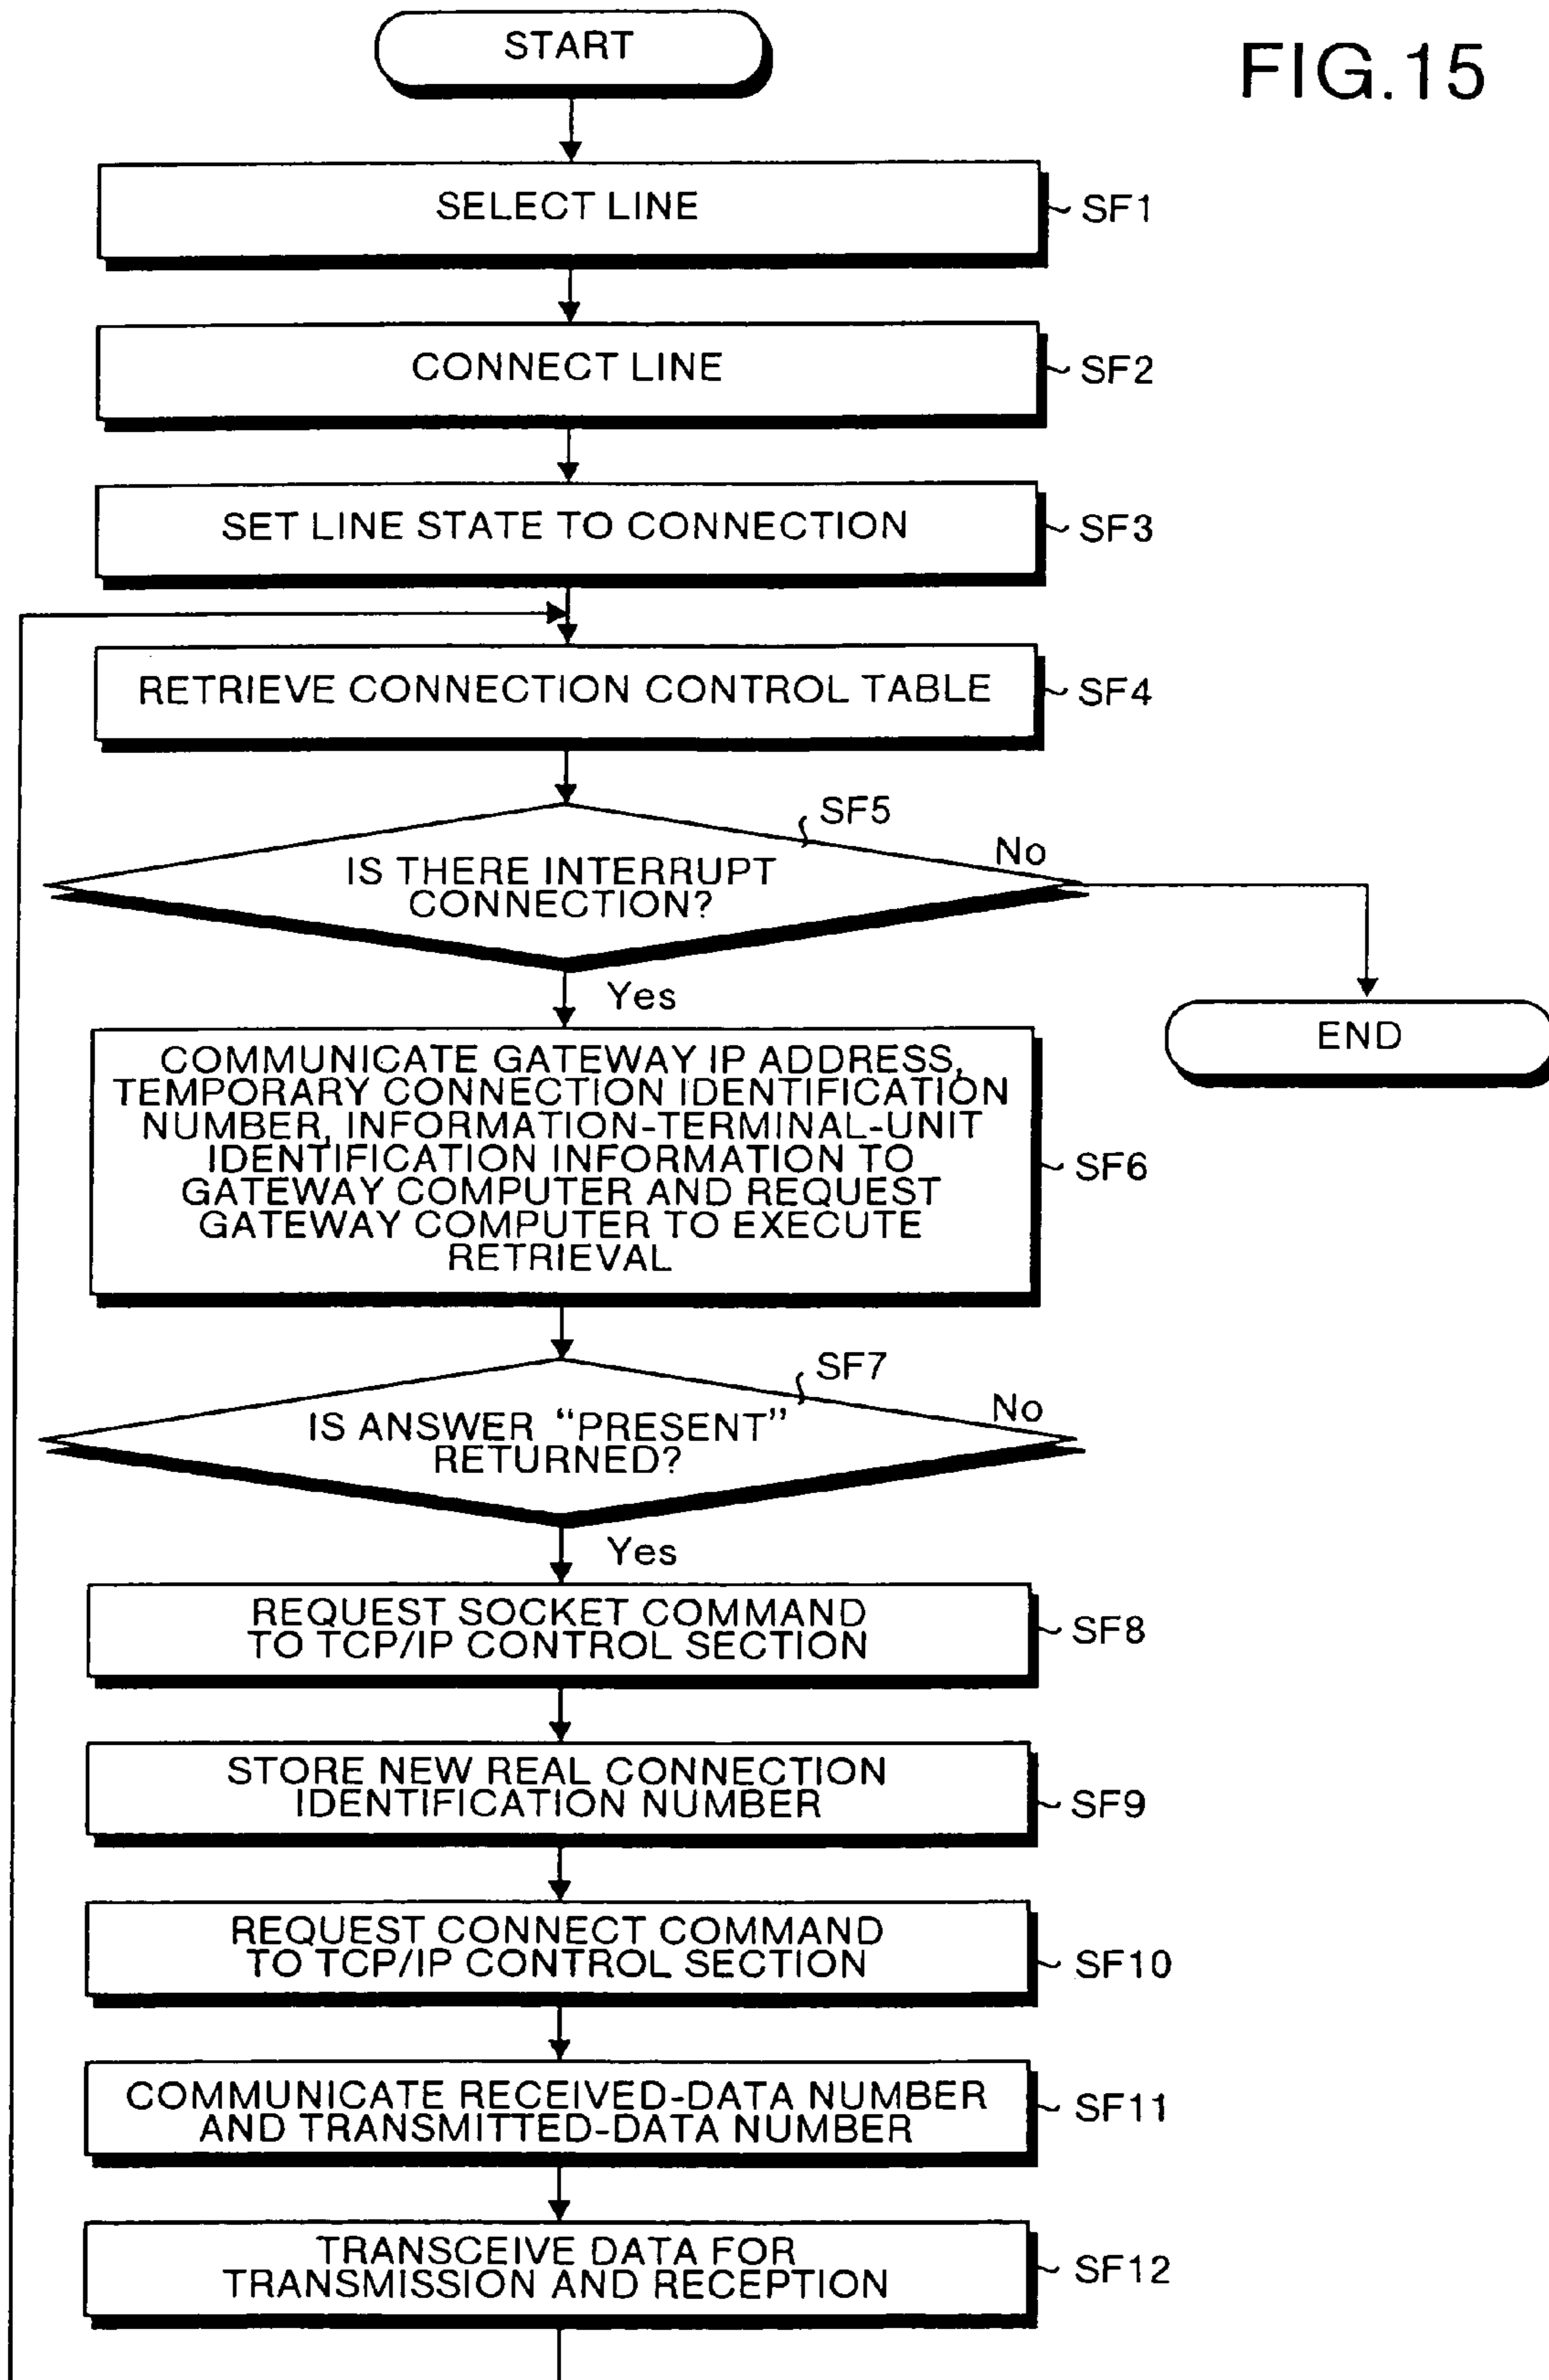 START
FIG.15
SELECT LINE
SF1
CONNECT LINE
SF2
SET LINE STATE TO CONNECTION
SF3
RETRIEVE CONNECTION CONTROL TABLE
SF4
SF5
IS THERE INTERRUPT
CONNECTION?
No
Yes
END
COMMUNICATE GATEWAY IP ADDRESS,
TEMPORARY CONNECTION IDENTIFICATION
NUMBER, INFORMATION-TERMINAL-UNIT
IDENTIFICATION INFORMATION TO
GATEWAY COMPUTER AND REQUEST
GATEWAY COMPUTER TO EXECUTE
RETRIEVAL
SF6
SF7
IS ANSWER “PRESENT”
RETURNED?
No
Yes
REQUEST SOCKET COMMAND
TO TCP/IP CONTROL SECTION
SF8
STORE NEW REAL CONNECTION
IDENTIFICATION NUMBER
SF9
REQUEST CONNECT COMMAND
TO TCP/IP CONTROL SECTION
SF10
COMMUNICATE RECEIVED-DATA NUMBER
AND TRANSMITTED-DATA NUMBER
SF11
TRANSCEIVE DATA FOR
TRANSMISSION AND RECEPTION
SF12